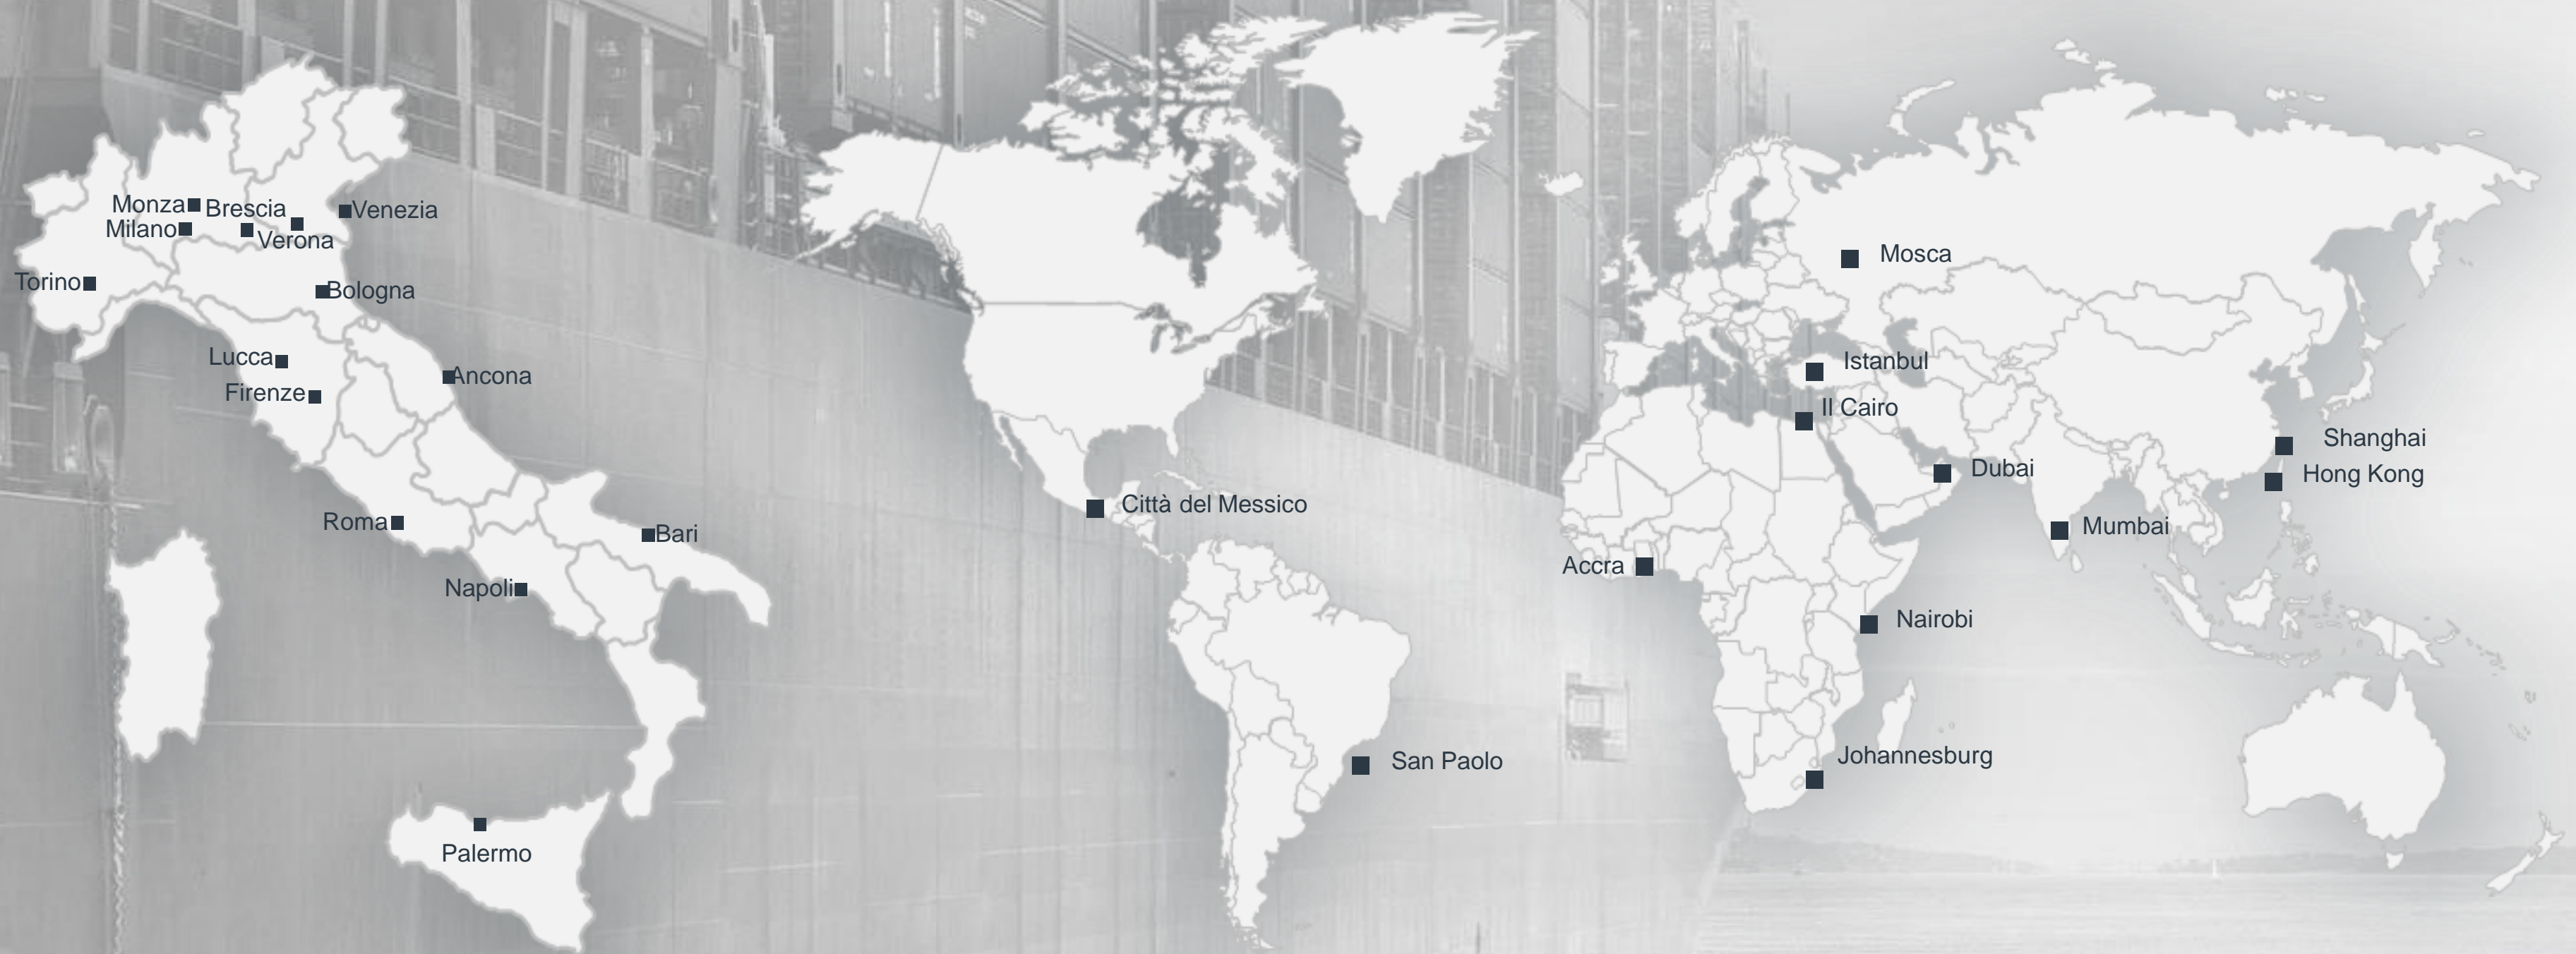 Monza
Brescia
Venezia
Milano
Verona
Torino
Bologna
Lucca
Firenze
Ancona
Roma
Bari
Napoli
Palermo
Mosca
Istanbul
Il Cairo
Shanghai
Dubai
Hong Kong
Città del Messico
Mumbai
Accra
Nairobi
San Paolo
Johannesburg